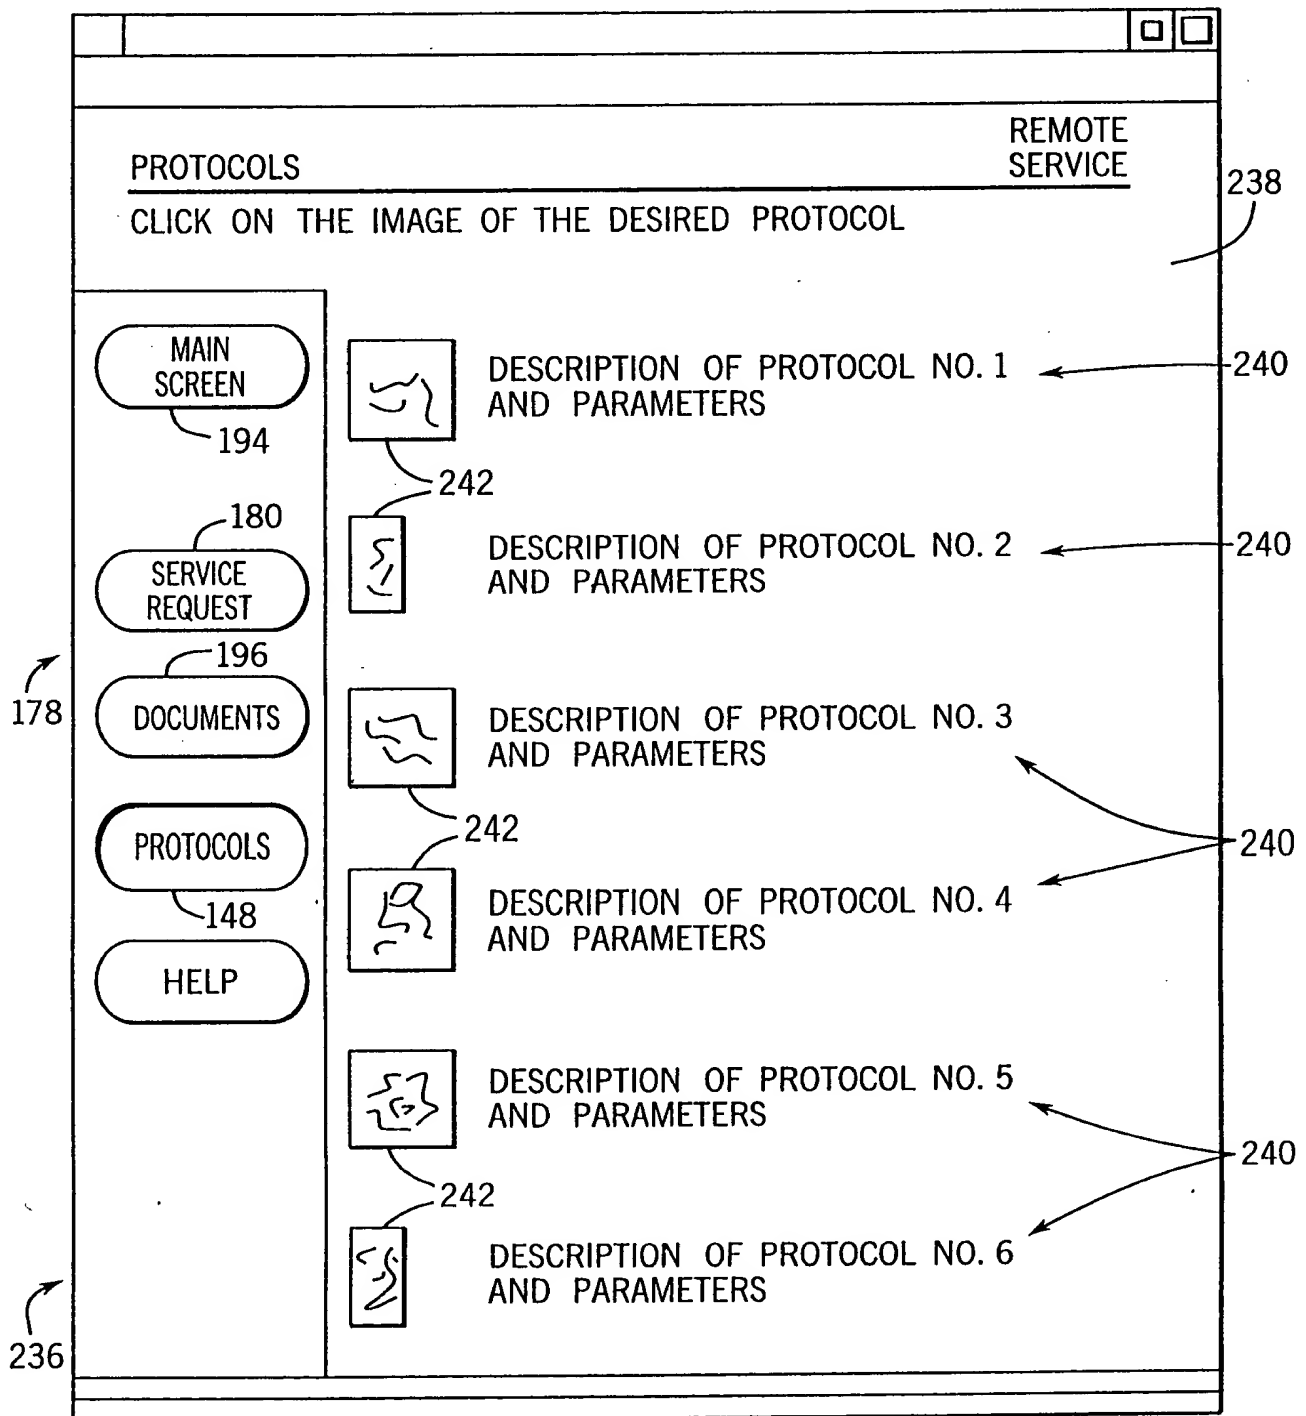 REMOTE
SERVICE
PROTOCOLS
238
CLICK ON THE IMAGE OF THE DESIRED PROTOCOL
MAIN
SCREEN
194
180
SERVICE
REQUEST
196
178
DOCUMENTS
PROTOCOLS
148
HELP
236
DESCRIPTION OF PROTOCOL NO. 1
AND PARAMETERS
240
242
DESCRIPTION OF PROTOCOL NO. 2
AND PARAMETERS
240
DESCRIPTION OF PROTOCOL NO. 3
AND PARAMETERS
242
240
DESCRIPTION OF PROTOCOL NO. 4
AND PARAMETERS
DESCRIPTION OF PROTOCOL NO. 5
AND PARAMETERS
240
242
DESCRIPTION OF PROTOCOL NO. 6
AND PARAMETERS